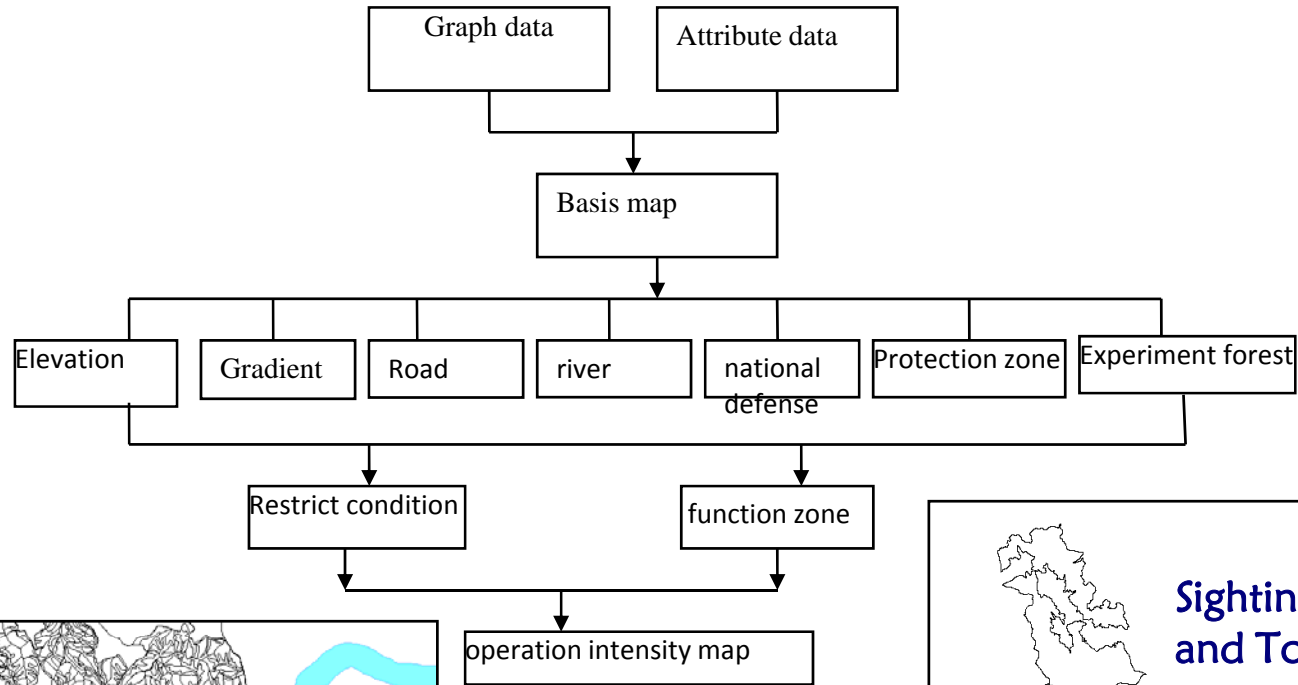 Graph data
Attribute data
Basis map
Elevation
Gradient
Road
river
national
defense
Protection zone
Experiment forest
Restrict condition
function zone
operation intensity map
and